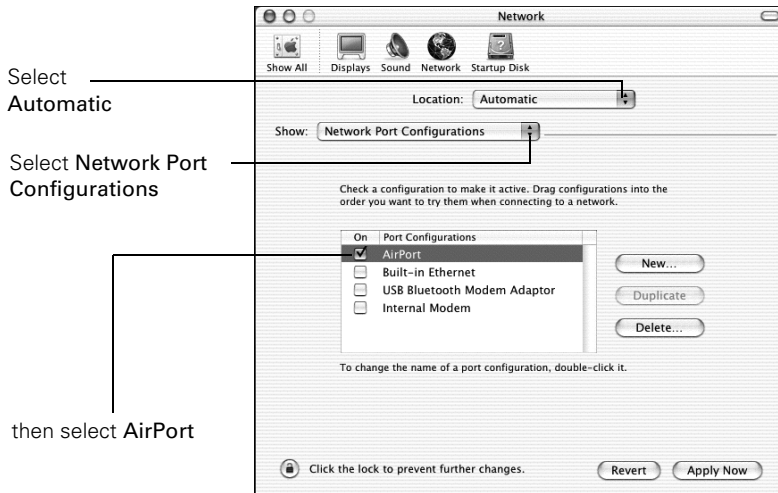 Network
Show All Displays Sound Network Startup Disk
Select
Automatic
Location: Automatic
Show: Network Port Configurations
Select Network Port
Configurations
Check a configuration to make it active. Drag configurations into the
order you want to try them when connecting to a network.
On Port Configurations
AirPort
Built-in Ethernet
USB Bluetooth Modem Adaptor
Internal Modem
New...
Duplicate
Delete...
To change the name of a port configuration, double-click it.
then select AirPort
Click the lock to prevent further changes.
Revert Apply Now